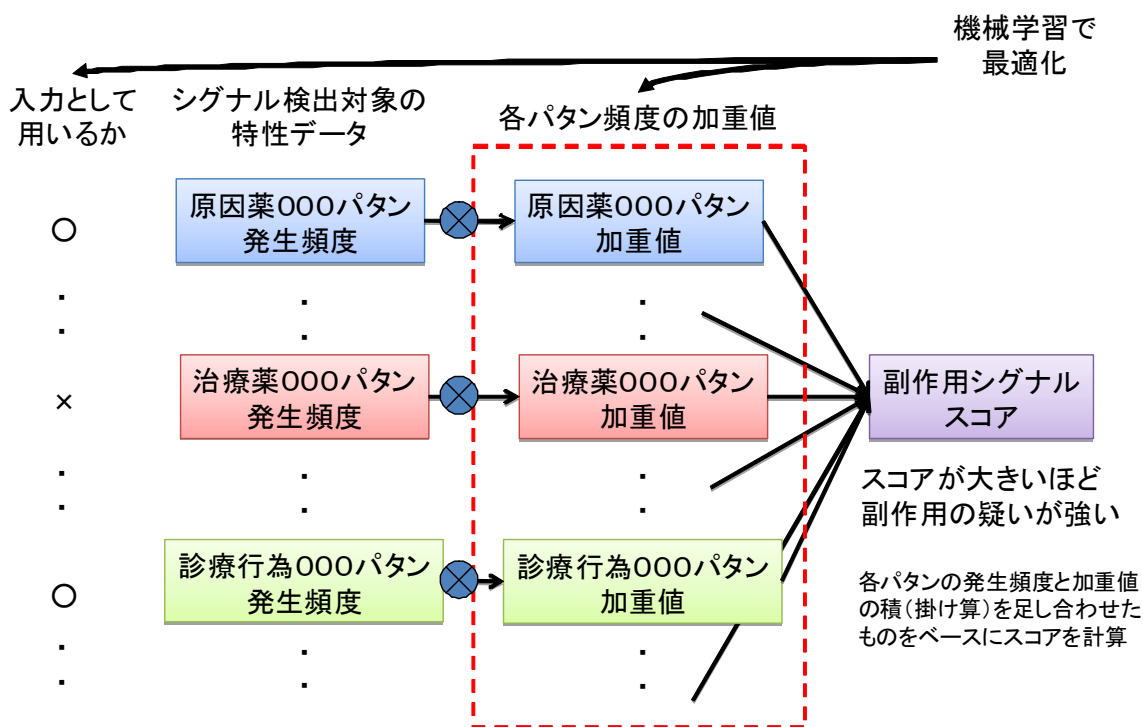 機械学習で
最適化
入力として
用いるか
シグナル検出対象の
特性データ
各パタン頻度の加重値
○
原因薬000パタン
発生頻度
原因薬000パタン
加重値
×
治療薬000パタン
発生頻度
治療薬000パタン
加重値
副作用シグナル
スコア
スコアが大きいほど
副作用の疑いが強い
○
診療行為000パタン
発生頻度
診療行為000パタン
加重値
各パタンの発生頻度と加重値
の積(掛け算)を足し合わせた
ものをベースにスコアを計算